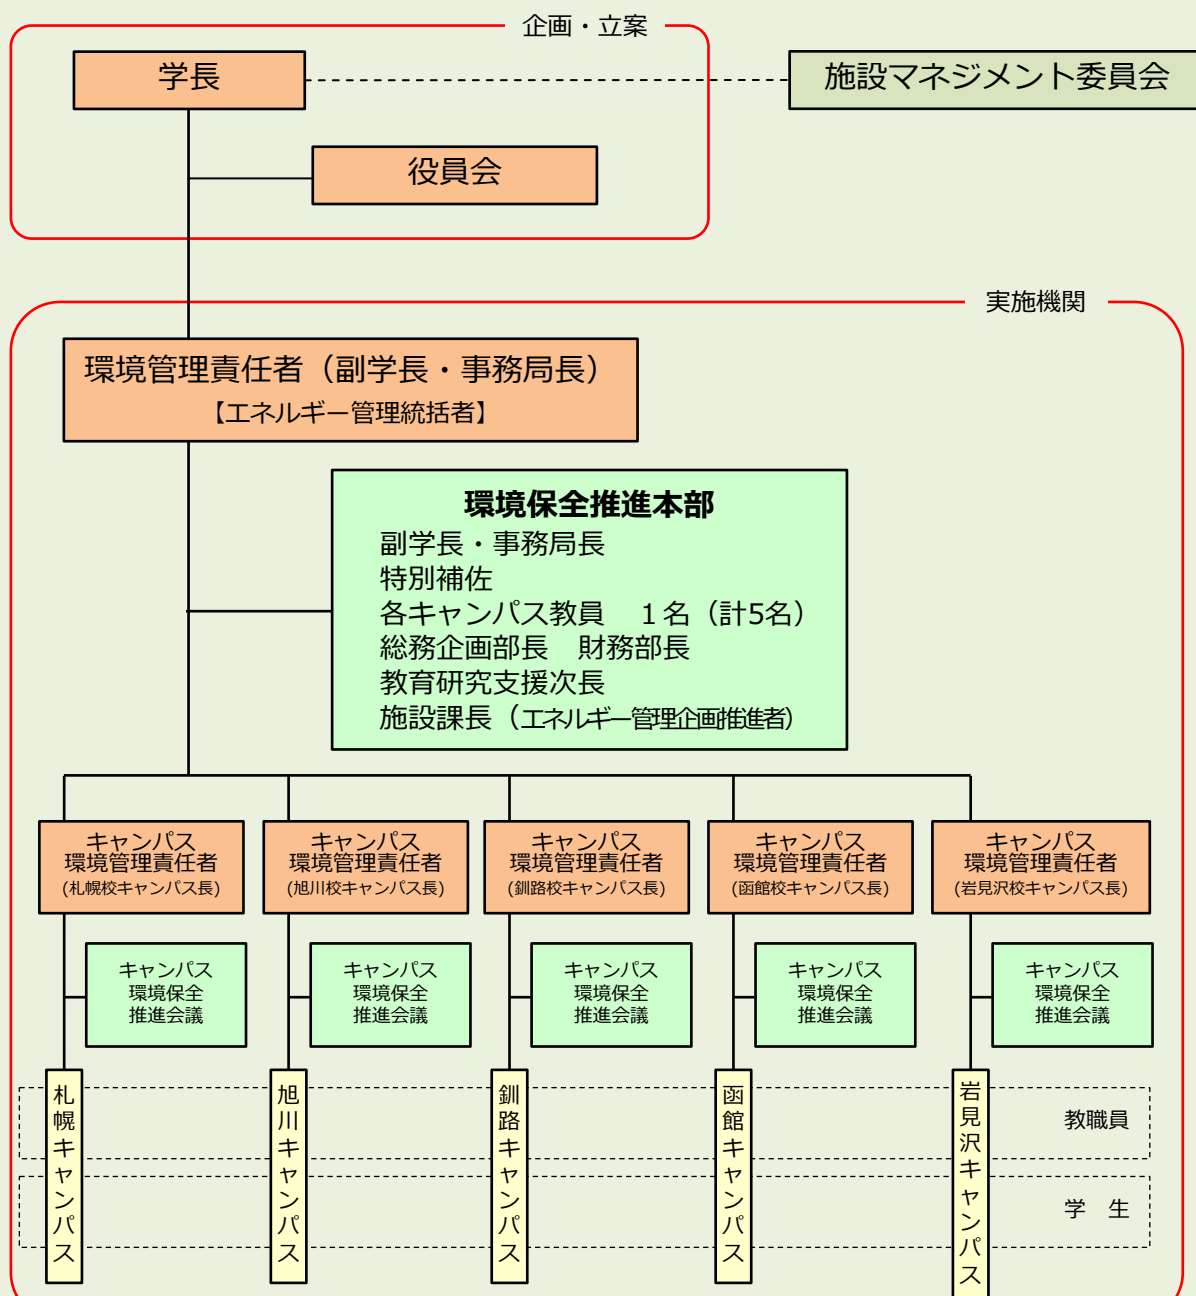 企画・立案
学長
施設マネジメント委員会
役員会
実施機関
環境管理責任者（副学長・事務局長）
【エネルギー管理統括者】
環境保全推進本部
副学長・事務局長
特別補佐
各キャンパス教員　１名（計5名）
総務企画部長　財務部長
教育研究支援次長
施設課長（エネルギー管理企画推進者）
キャンパス
環境管理責任者
(札幌校キャンパス長)
キャンパス
環境管理責任者
(旭川校キャンパス長)
キャンパス
環境管理責任者
(釧路校キャンパス長)
キャンパス
環境管理責任者
(函館校キャンパス長)
キャンパス
環境管理責任者
(岩見沢校キャンパス長)
キャンパス
環境保全
推進会議
キャンパス
環境保全
推進会議
キャンパス
環境保全
推進会議
キャンパス
環境保全
推進会議
キャンパス
環境保全
推進会議
札幌キャンパス
旭川キャンパス
釧路キャンパス
函館キャンパス
岩見沢キャンパス
教職員
学　生